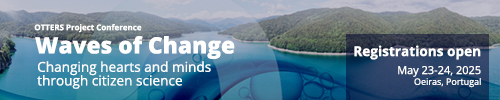 OTTERS Project Conference
Waves of Change
Changing hearts and minds
through citizen science
Registrations open
May 23-24, 2025
Oeiras, Portugal